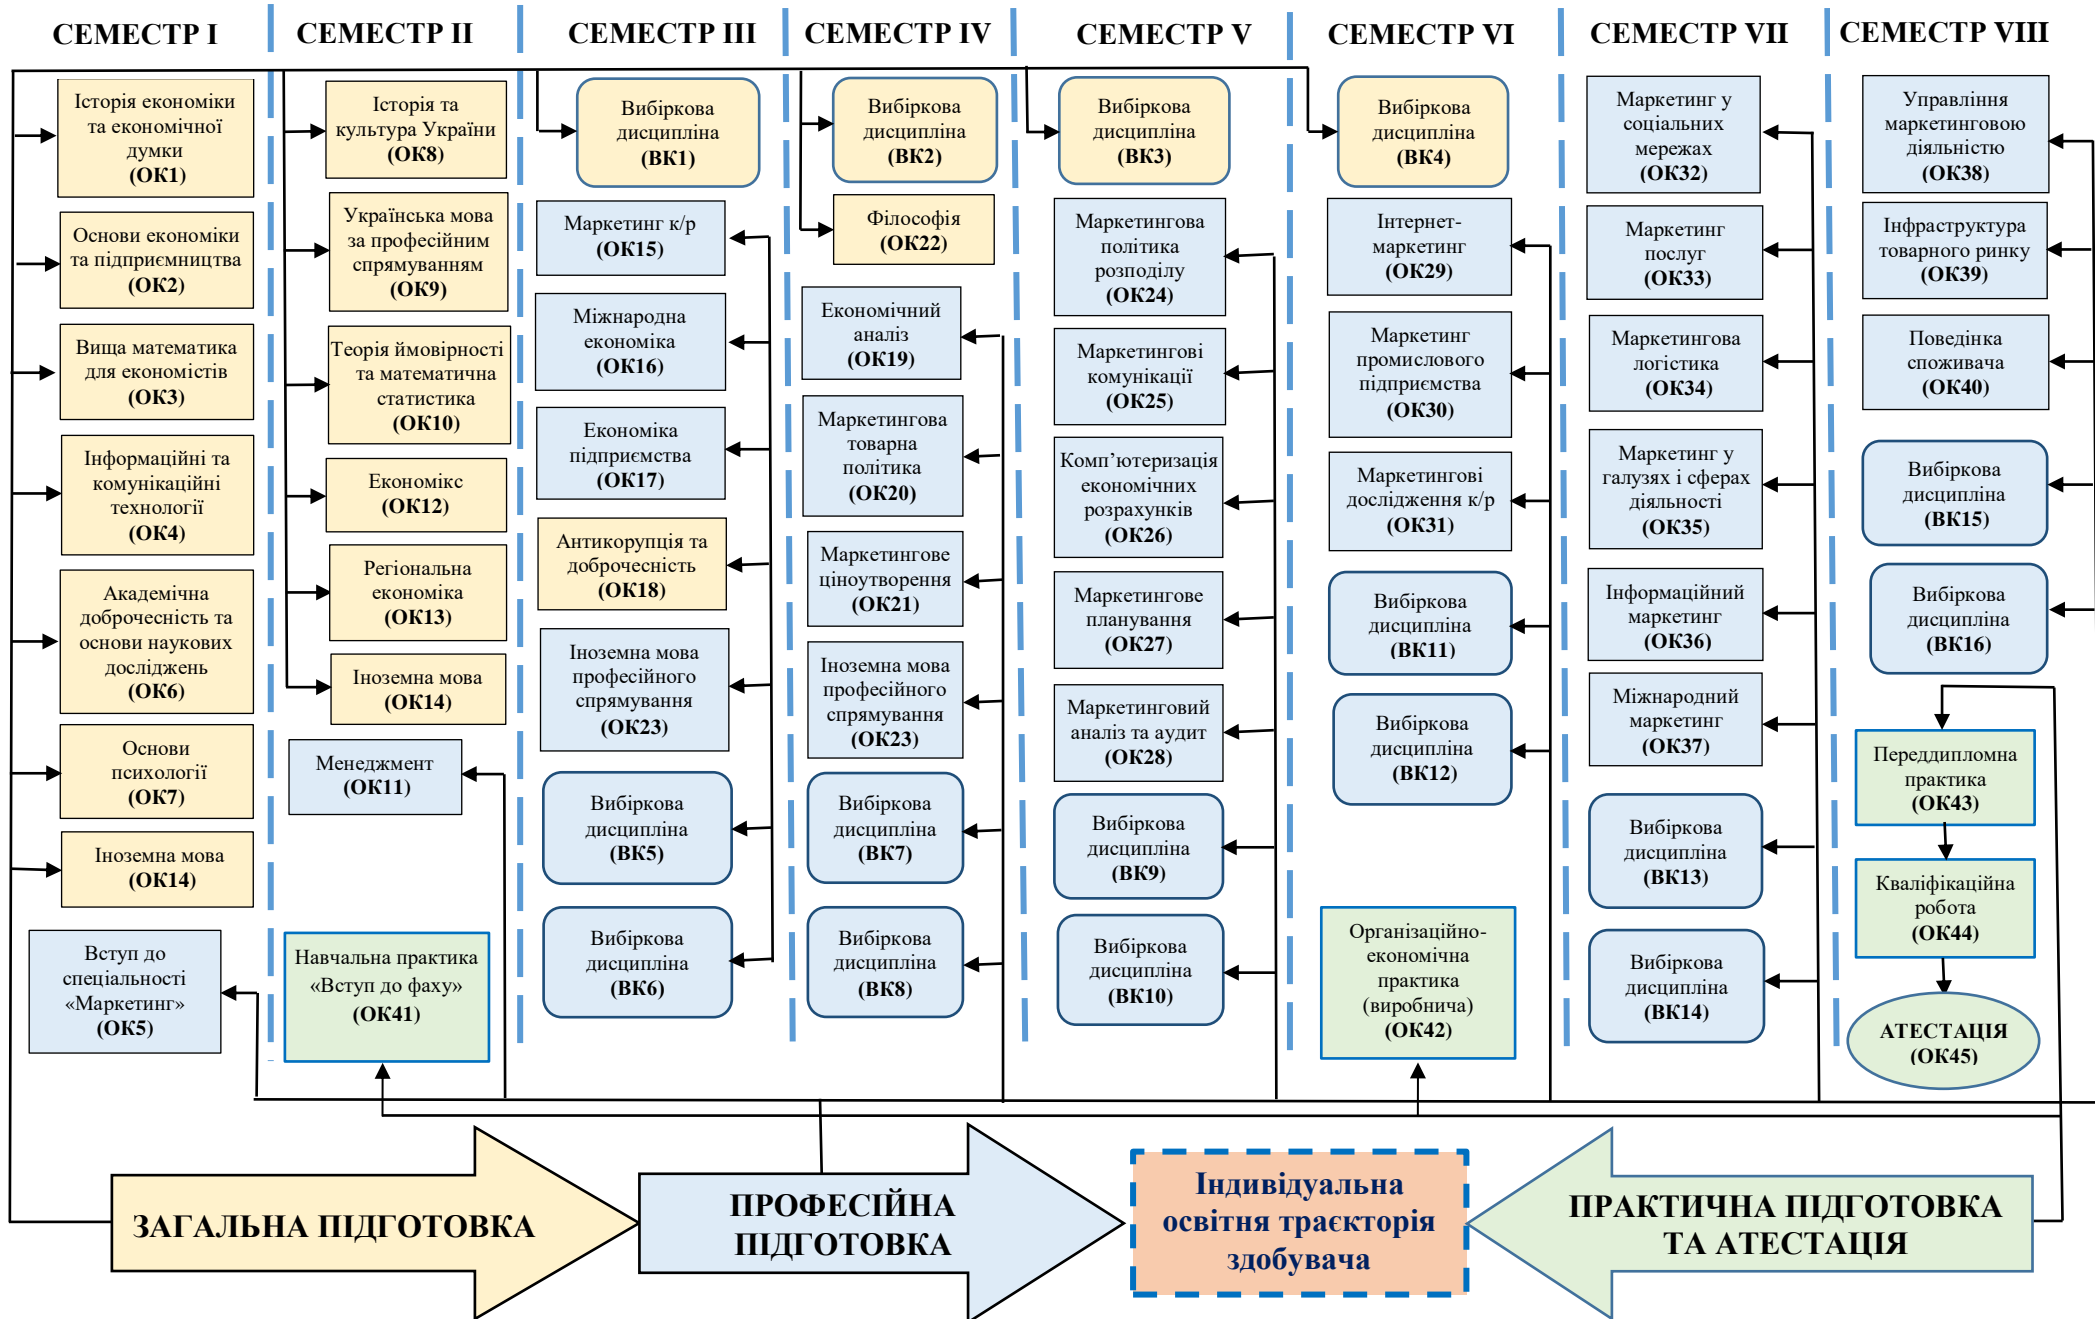 СЕМЕСТР I
СЕМЕСТР II
СЕМЕСТР III
СЕМЕСТР IV
СЕМЕСТР V
СЕМЕСТР VI
СЕМЕСТР VII
СЕМЕСТР VIII
Історія економіки
та економічної
думки
(ОК1)
Основи економіки
та підприємництва
(ОК2)
Вища математика
для економістів
(ОК3)
Інформаційні та
комунікаційні
технології
(ОК4)
Академічна
доброчесність та
основи наукових
досліджень
(ОК6)
Основи
психології
(ОК7)
Іноземна мова
(ОК14)
Вступ до
спеціальності
«Маркетинг»
(ОК5)
Історія та
культура України
(ОК8)
Українська мова
за професійним
спрямуванням
(ОК9)
Теорія ймовірності
та математична
статистика
(ОК10)
Економікс
(ОК12)
Регіональна
економіка
(ОК13)
Іноземна мова
(ОК14)
Менеджмент
(ОК11)
Навчальна практика
«Вступ до фаху»
(ОК41)
Вибіркова
дисципліна
(ВК1)
Маркетинг к/р
(ОК15)
Міжнародна
економіка
(ОК16)
Економіка
підприємства
(ОК17)
Антикорупція та
доброчесність
(ОК18)
Іноземна мова
професійного
спрямування
(ОК23)
Вибіркова
дисципліна
(ВК5)
Вибіркова
дисципліна
(ВК6)
Вибіркова
дисципліна
(ВК2)
Філософія
(ОК22)
Економічний
аналіз
(ОК19)
Маркетингова
товарна
політика
(ОК20)
Маркетингове
ціноутворення
(ОК21)
Іноземна мова
професійного
спрямування
(ОК23)
Вибіркова
дисципліна
(ВК7)
Вибіркова
дисципліна
(ВК8)
Вибіркова
дисципліна
(ВК3)
Маркетингова
політика
розподілу
(ОК24)
Маркетингові
комунікації
(ОК25)
Комп’ютеризація
економічних
розрахунків
(ОК26)
Маркетингове
планування
(ОК27)
Маркетинговий
аналіз та аудит
(ОК28)
Вибіркова
дисципліна
(ВК9)
Вибіркова
дисципліна
(ВК10)
Вибіркова
дисципліна
(ВК4)
Інтернет-
маркетинг
(ОК29)
Маркетинг
промислового
підприємства
(ОК30)
Маркетингові
дослідження к/р
(ОК31)
Вибіркова
дисципліна
(ВК11)
Вибіркова
дисципліна
(ВК12)
Організаційно-
економічна
практика
(виробнича)
(ОК42)
Маркетинг у
соціальних
мережах
(ОК32)
Маркетинг
послуг
(ОК33)
Маркетингова
логістика
(ОК34)
Маркетинг у
галузях і сферах
діяльності
(ОК35)
Інформаційний
маркетинг
(ОК36)
Міжнародний
маркетинг
(ОК37)
Вибіркова
дисципліна
(ВК13)
Вибіркова
дисципліна
(ВК14)
Управління
маркетинговою
діяльністю
(ОК38)
Інфраструктура
товарного ринку
(ОК39)
Поведінка
споживача
(ОК40)
Вибіркова
дисципліна
(ВК15)
Вибіркова
дисципліна
(ВК16)
Переддипломна
практика
(ОК43)
Кваліфікаційна
робота
(ОК44)
АТЕСТАЦІЯ
(ОК45)
ЗАГАЛЬНА ПІДГОТОВКА
ПРОФЕСІЙНА
ПІДГОТОВКА
Індивідуальна
освітня траєкторія
здобувача
ПРАКТИЧНА ПІДГОТОВКА
ТА АТЕСТАЦІЯ